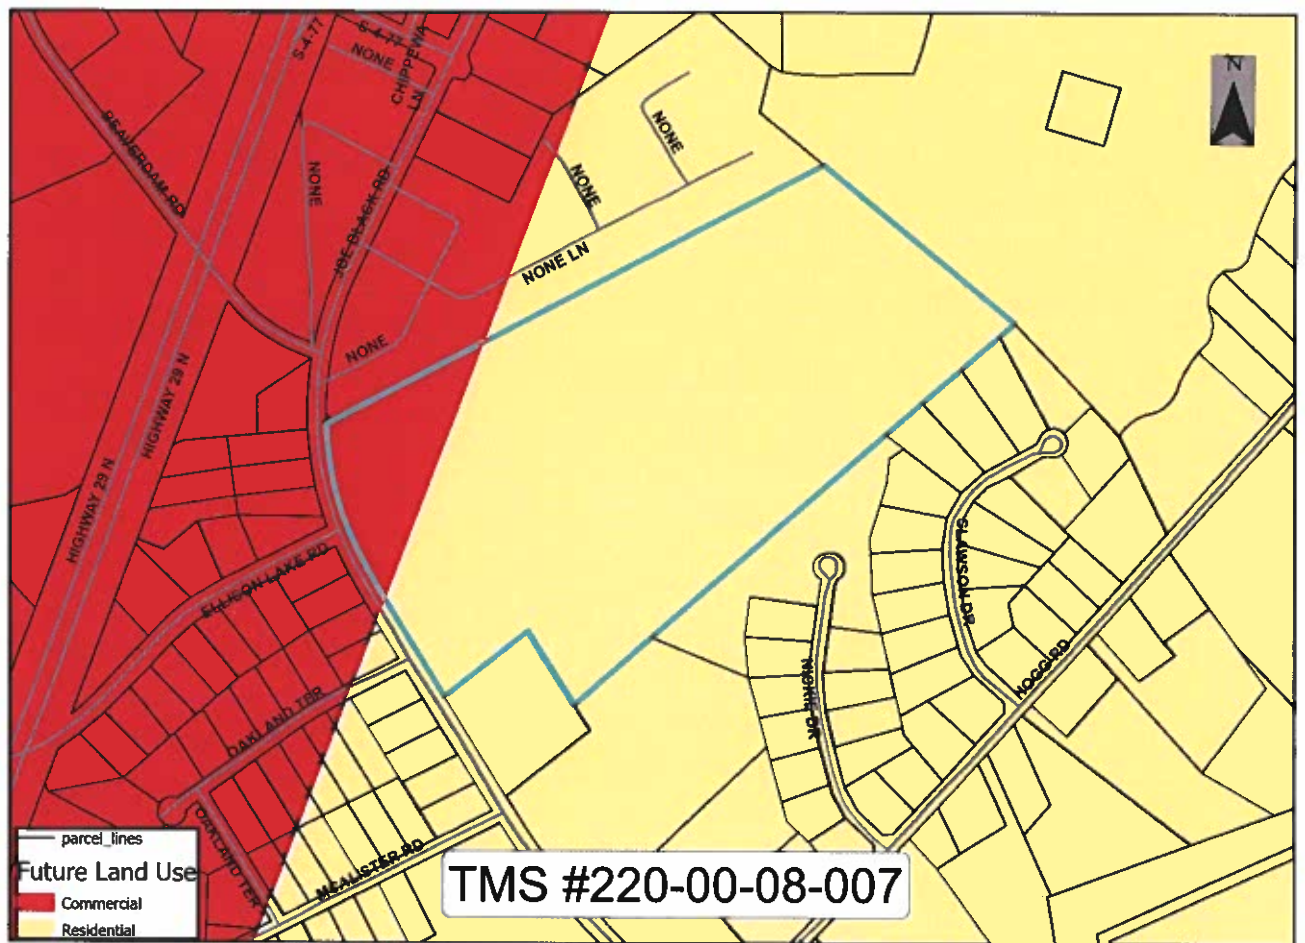 S-4-77
S-4-77
NONE
CHIPPEWA
LN
N
BEAVERDAM RD
NONE
NONE
NONE
JOE BLACK RD
NONE LN
NONE
HIGHWAY 29 N
HIGHWAY 29 N
ELLISON LAKE RD
SLAWSON DR
HOGG RD
OAKLAND TER
OAKLAND TER
MCALISTER RD
parcel_lines
Future Land Use
Commercial
Residential
TMS #220-00-08-007